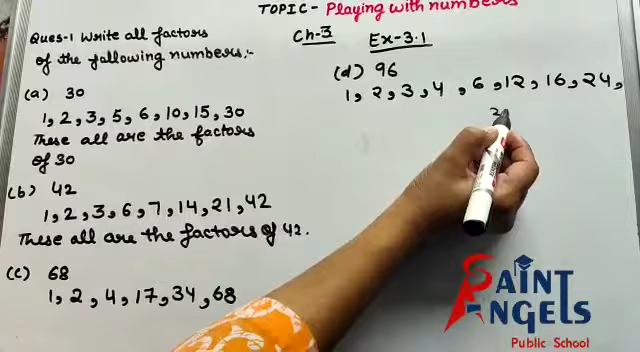 TOPIC- Playing with numbers
Ques-1 Write all factors
of the following numbers:-
(a) 30
1, 2, 3, 5, 6, 10, 15, 30
These all are the factors
of 30
(b) 42
1, 2, 3, 6, 7, 14, 21, 42
These all are the factors of 42.
(c) 68
1, 2, 4, 17, 34, 68
Ch-3 Ex-3.1
(d) 96
1, 2, 3, 4, 6, 12, 16, 24,
SAINT
ANGELS
Public School